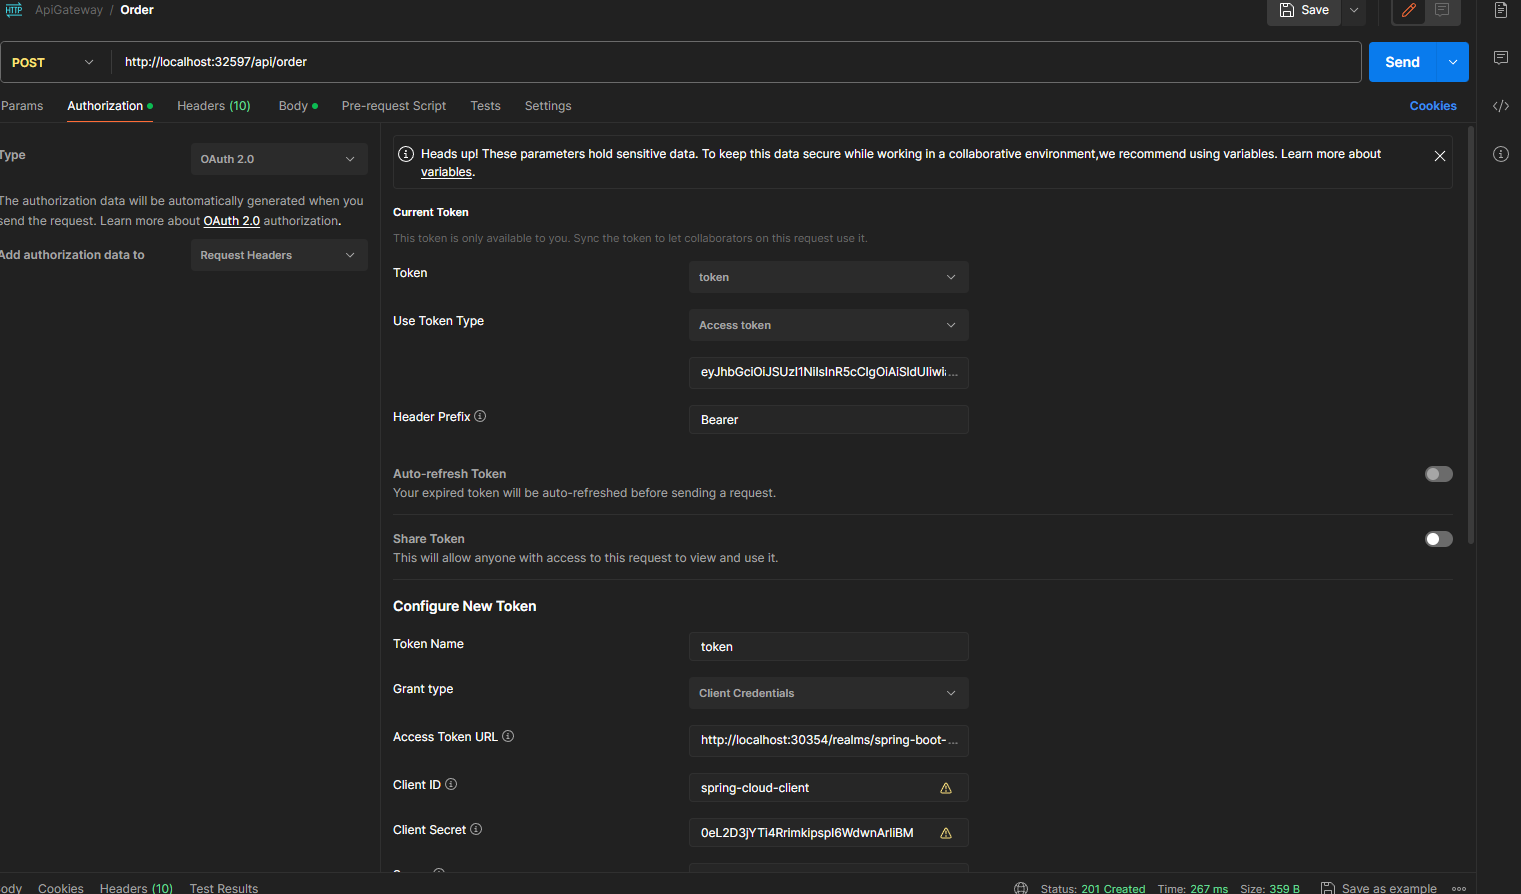 HTTP ApiGateway / Order
Save
POST http://localhost:32597/api/order
Send
Params Authorization Headers (10) Body Pre-request Script Tests Settings
Cookies
Type
OAuth 2.0
The authorization data will be automatically generated when you
send the request. Learn more about OAuth 2.0 authorization.
Add authorization data to
Request Headers
Heads up! These parameters hold sensitive data. To keep this data secure while working in a collaborative environment,we recommend using variables. Learn more about
variables.
Current Token
This token is only available to you. Sync the token to let collaborators on this request use it.
Token
token
Use Token Type
Access token
eyJhbGciOiJSUzI1NiIsInR5cCIgOiAiSldUIiwi...
Header Prefix
Bearer
Auto-refresh Token
Your expired token will be auto-refreshed before sending a request.
Share Token
This will allow anyone with access to this request to view and use it.
Configure New Token
Token Name
token
Grant type
Client Credentials
Access Token URL
http://localhost:30354/realms/spring-boot-...
Client ID
spring-cloud-client
Client Secret
0eL2D3jYTi4RrimkipspI6WdwnArliBM
ody Cookies Headers (10) Test Results
Status: 201 Created Time: 267 ms Size: 359 B Save as example